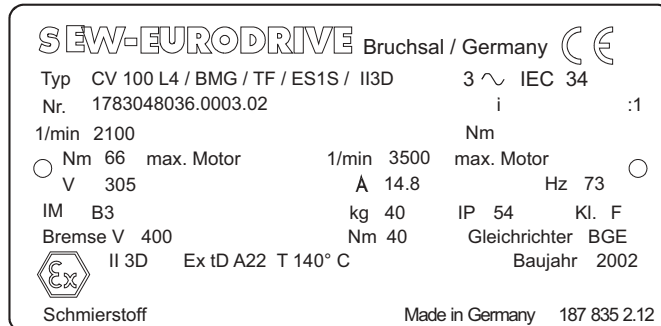 SEW-EURODRIVE Bruchsal / Germany CE
Typ CV 100 L4 / BMG / TF / ES1S / II3D 3 ∿ IEC 34
Nr. 1783048036.0003.02 i :1
1/min 2100 Nm
Nm 66 max. Motor 1/min 3500 max. Motor
V 305 A 14.8 Hz 73
IM B3 kg 40 IP 54 Kl. F
Bremse V 400 Nm 40 Gleichrichter BGE
Ex II 3D Ex tD A22 T 140° C Baujahr 2002
Schmierstoff Made in Germany 187 835 2.12